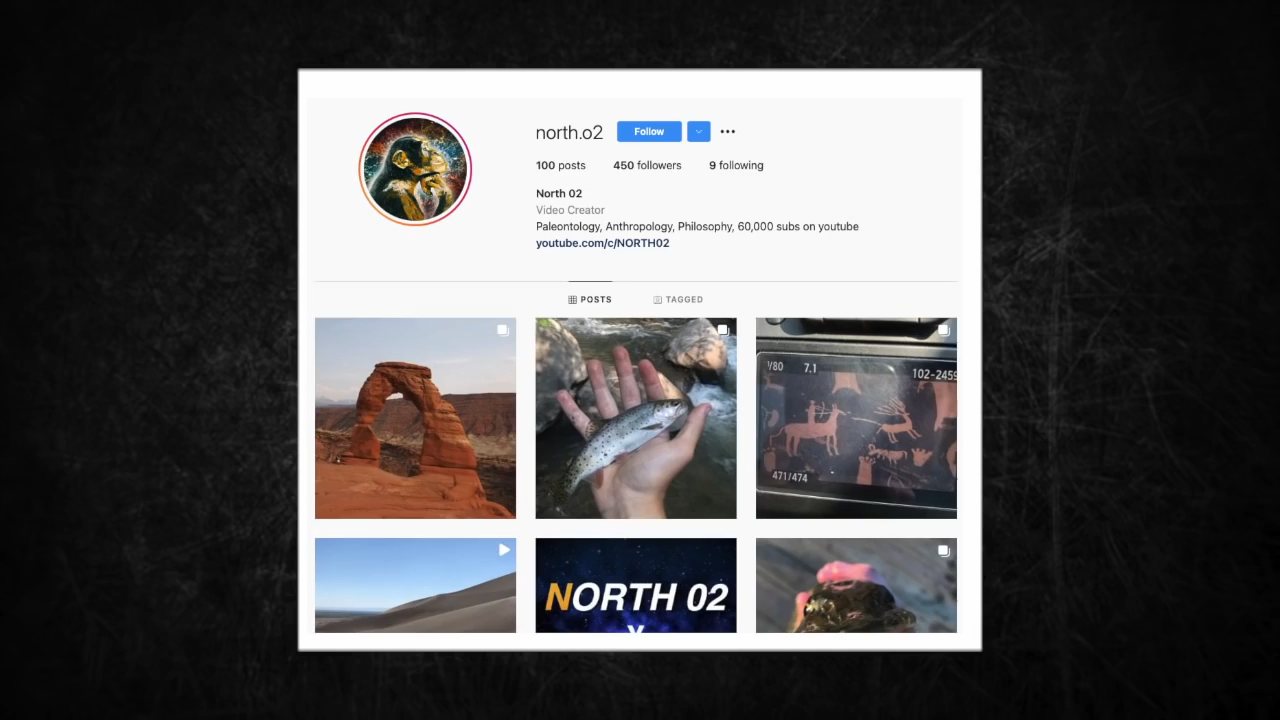 north.o2 Follow
100 posts 450 followers 9 following
North 02
Video Creator
Paleontology, Anthropology, Philosophy, 60,000 subs on youtube
youtube.com/c/NORTH02
POSTS TAGGED
1/80 7.1 102-2459
471/474
NORTH 02